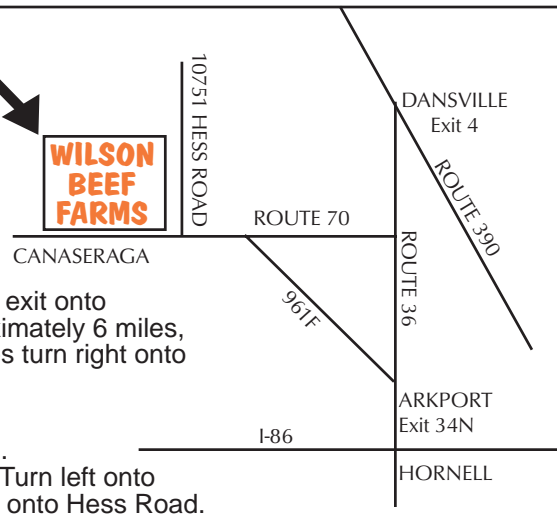 DANSVILLE
Exit 4
10751 HESS ROAD
WILSON
BEEF
FARMS
ROUTE 390
ROUTE 70
CANASERAGA
ROUTE 36
961F
exit onto
imately 6 miles,
s turn right onto
ARKPORT
Exit 34N
I-86
.
Turn left onto
HORNELL
onto Hess Road.